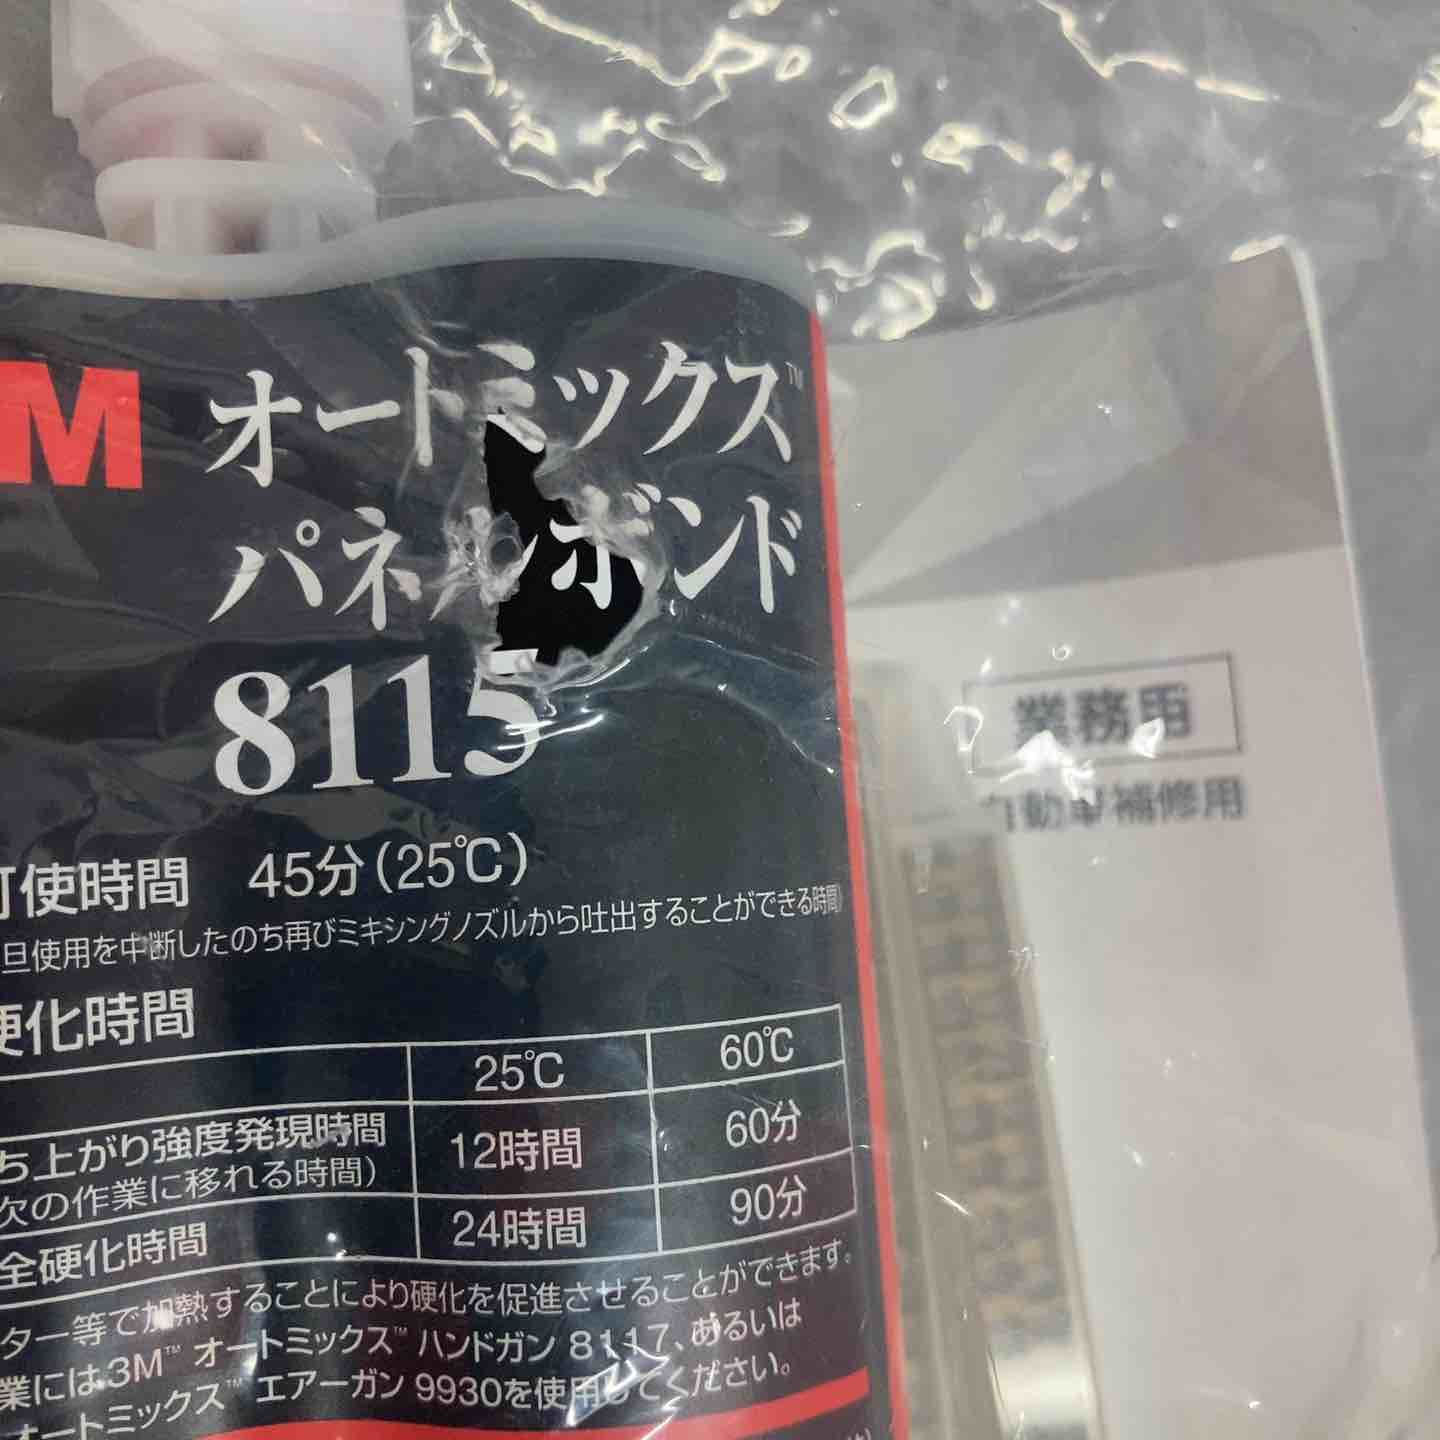 M オートミックス™
パネルボンド
8115
可使時間 45分(25℃)
旦使用を中断したのち再びミキシングノズルから吐出することができる時間)
硬化時間
25℃ 60℃
ち上がり強度発現時間 12時間 60分
次の作業に移れる時間)
全硬化時間 24時間 90分
ター等で加熱することにより硬化を促進させることができます。
業には3M™ オートミックス™ ハンドガン 8117、あるいは
オートミックス™ エアーガン 9930を使用してください。
業務用
自動車補修用